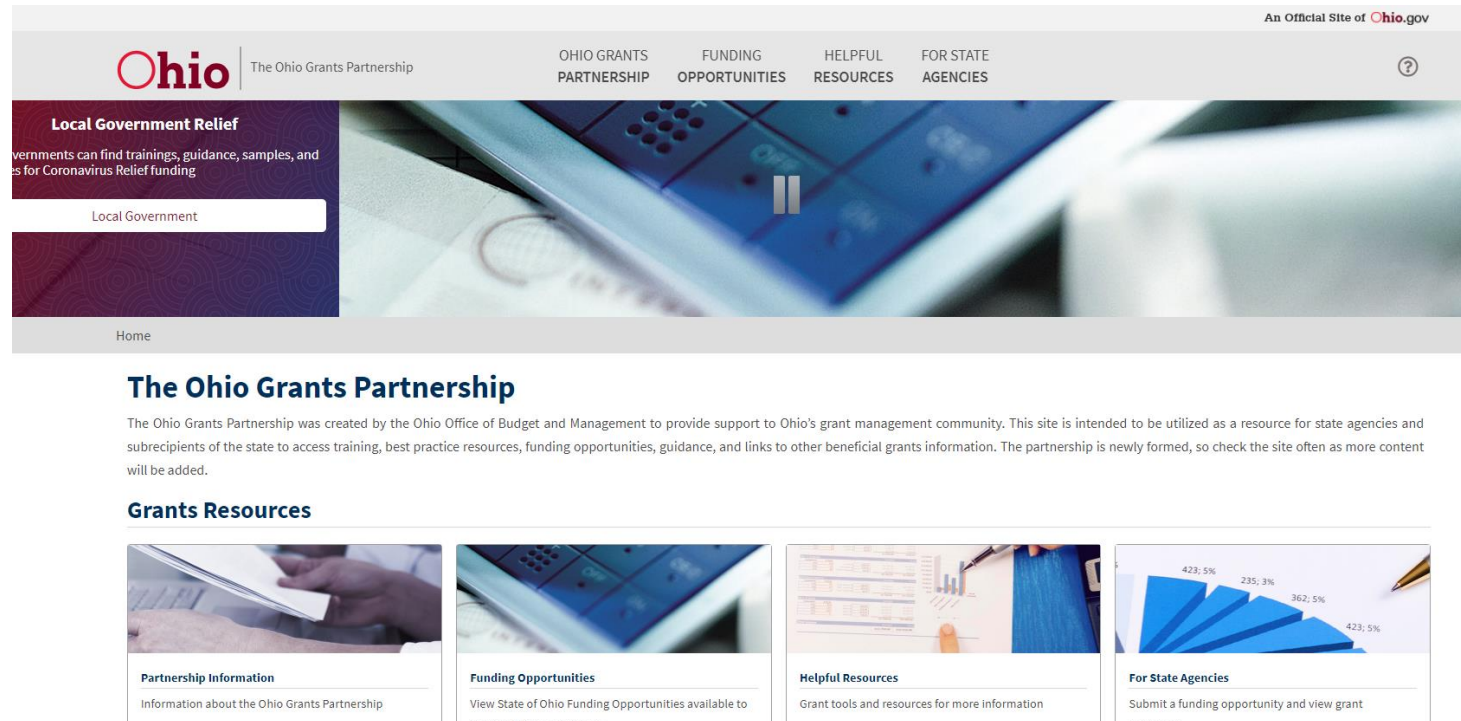 An Official Site of Ohio.gov
Ohio
The Ohio Grants Partnership
OHIO GRANTS
PARTNERSHIP
FUNDING
OPPORTUNITIES
HELPFUL
RESOURCES
FOR STATE
AGENCIES
?
Local Government Relief
vernments can find trainings, guidance, samples, and
es for Coronavirus Relief funding
Local Government
Home
The Ohio Grants Partnership
The Ohio Grants Partnership was created by the Ohio Office of Budget and Management to provide support to Ohio's grant management community. This site is intended to be utilized as a resource for state agencies and
subrecipients of the state to access training, best practice resources, funding opportunities, guidance, and links to other beneficial grants information. The partnership is newly formed, so check the site often as more content
will be added.
Grants Resources
423; 5%
235; 3%
362; 5%
423; 5%
Partnership Information
Information about the Ohio Grants Partnership
Funding Opportunities
View State of Ohio Funding Opportunities available to
Helpful Resources
Grant tools and resources for more information
For State Agencies
Submit a funding opportunity and view grant